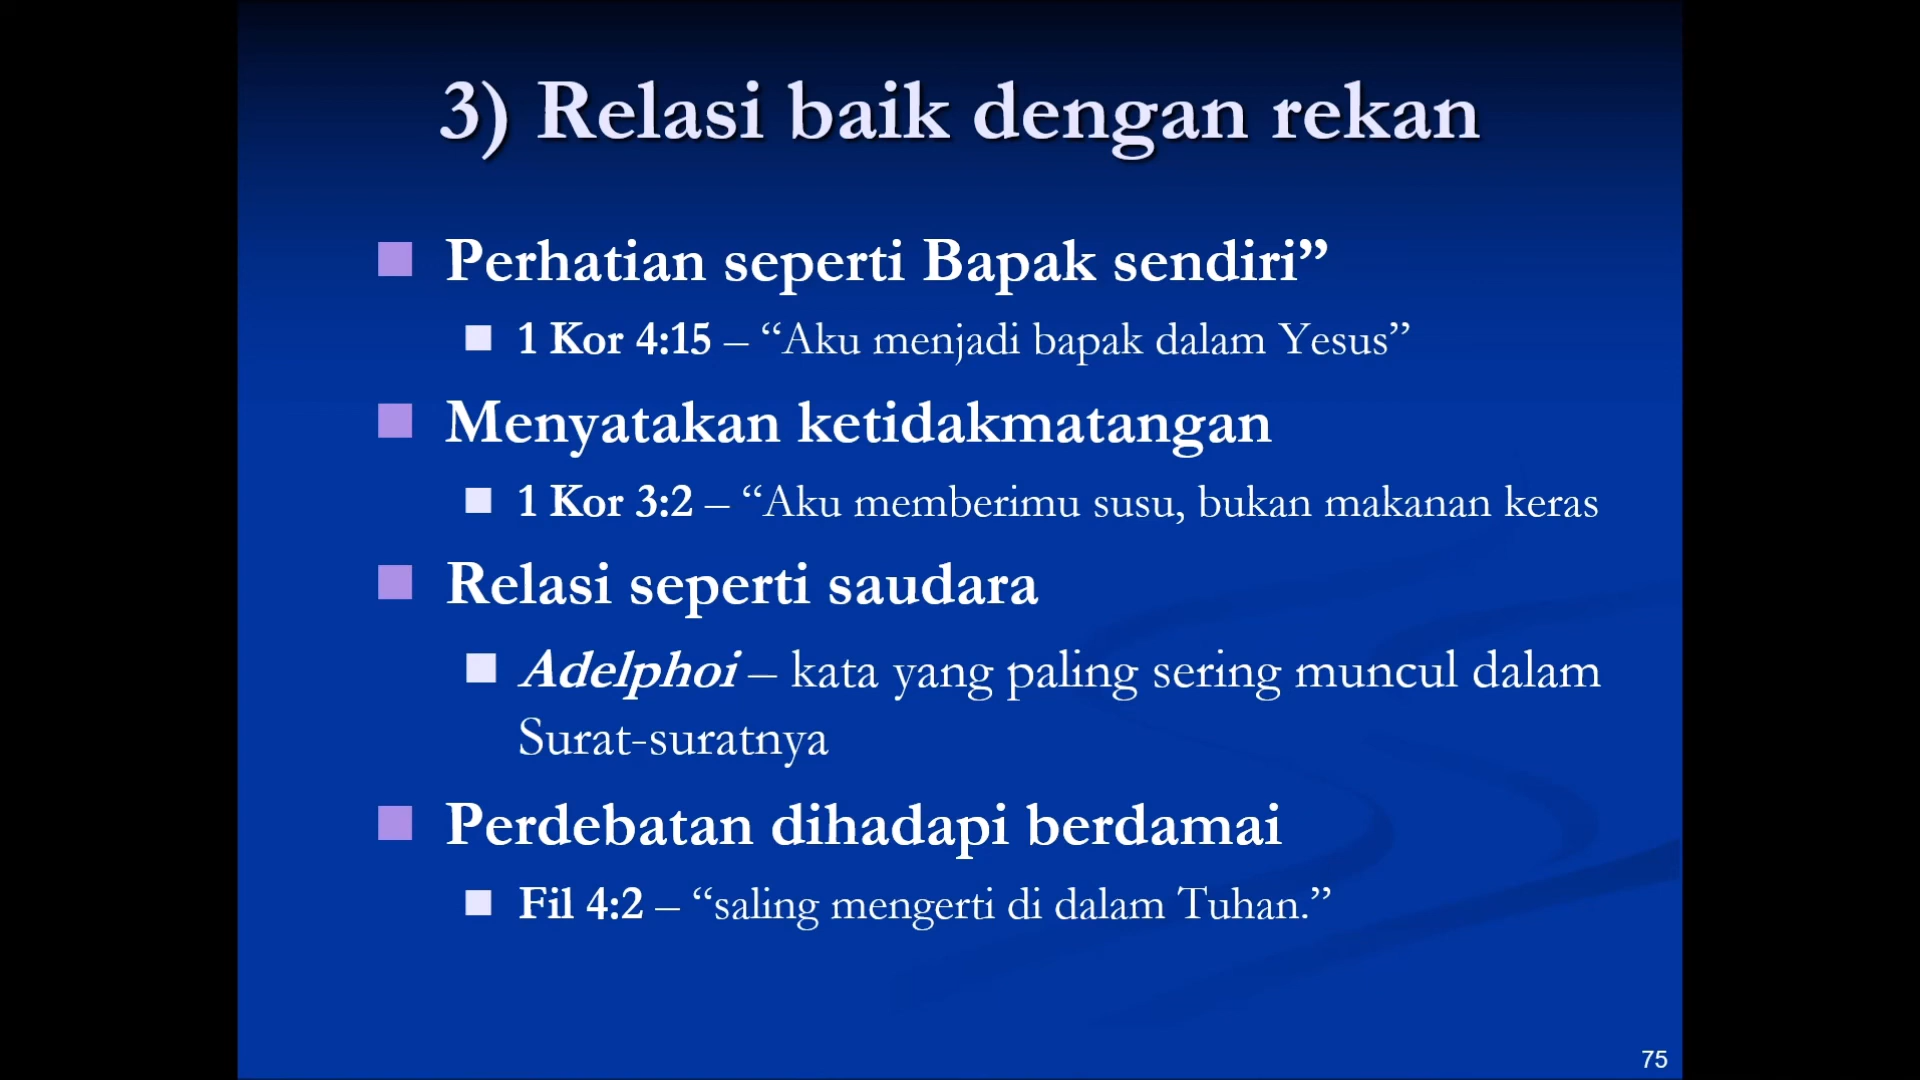 3) Relasi baik dengan rekan
Perhatian seperti Bapak sendiri”
1 Kor 4:15 – “Aku menjadi bapak dalam Yesus”
Menyatakan ketidakmatangan
1 Kor 3:2 – “Aku memberimu susu, bukan makanan keras
Relasi seperti saudara
Adelphoi – kata yang paling sering muncul dalam
Surat-suratnya
Perdebatan dihadapi berdamai
Fil 4:2 – “saling mengerti di dalam Tuhan.”
75